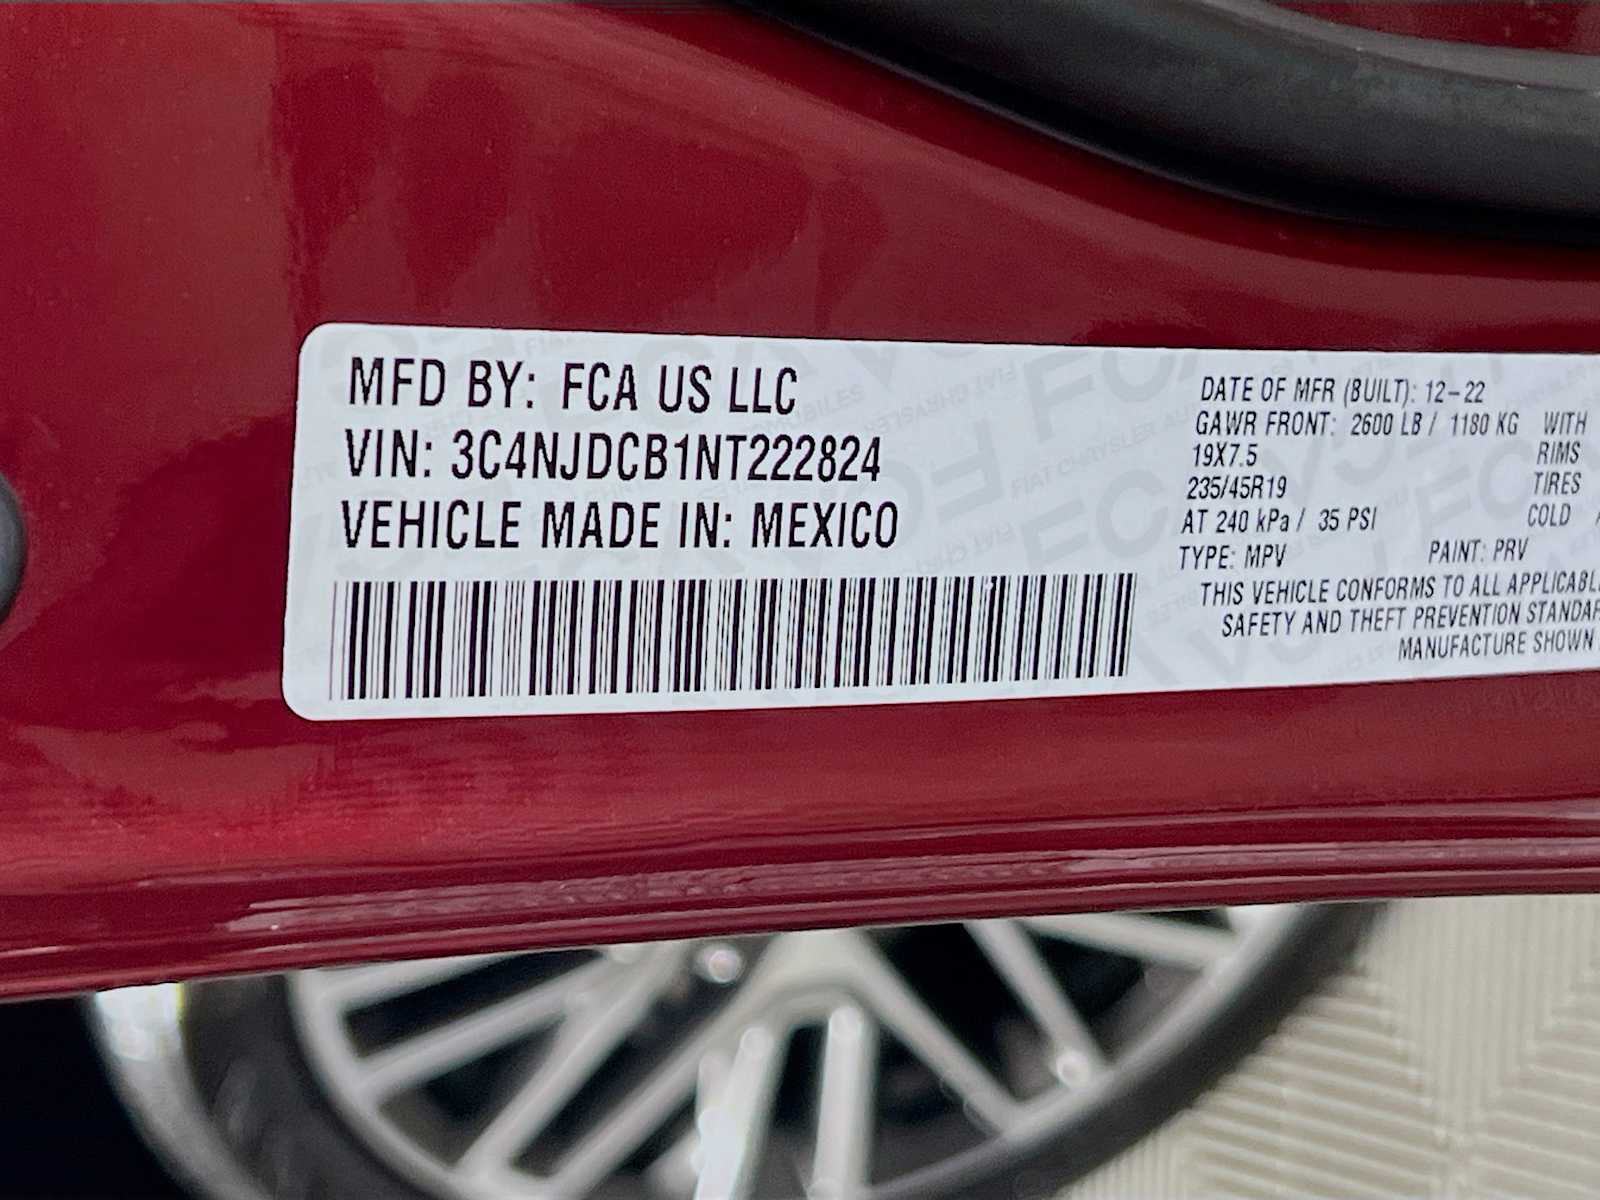 MFD BY: FCA US LLC
VIN: 3C4NJDCB1NT222824
VEHICLE MADE IN: MEXICO
DATE OF MFR (BUILT): 12-22
GAWR FRONT: 2600 LB / 1180 KG WITH
19X7.5 RIMS
235/45R19 TIRES
AT 240 kPa / 35 PSI COLD
TYPE: MPV PAINT: PRV
THIS VEHICLE CONFORMS TO ALL APPLICABL
SAFETY AND THEFT PREVENTION STANDAR
MANUFACTURE SHOWN